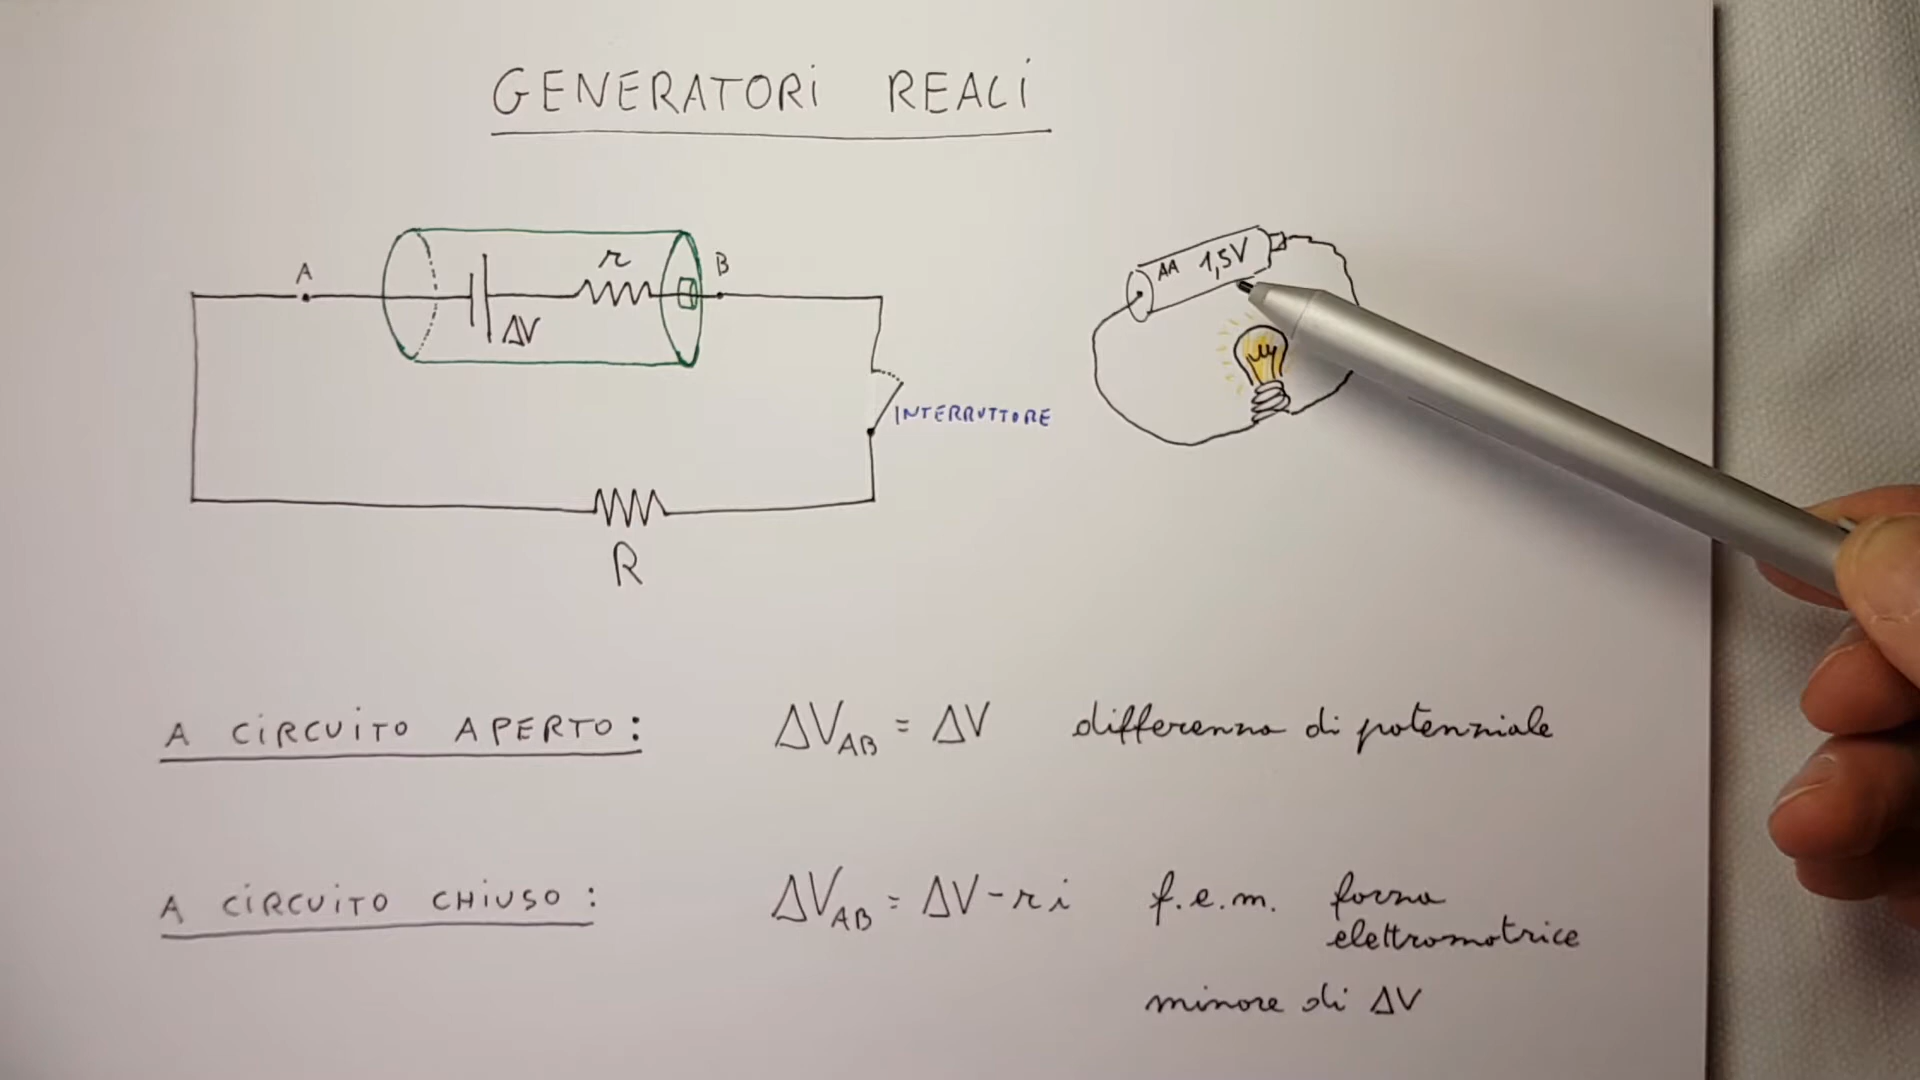 GENERATORI REALI
A
r
B
ΔV
AA 1,5V
INTERRUTTORE
R
A CIRCUITO APERTO: ΔV_AB = ΔV differenza di potenziale
A CIRCUITO CHIUSO: ΔV_AB = ΔV - r i f.e.m. forza
elettromotrice
minore di ΔV